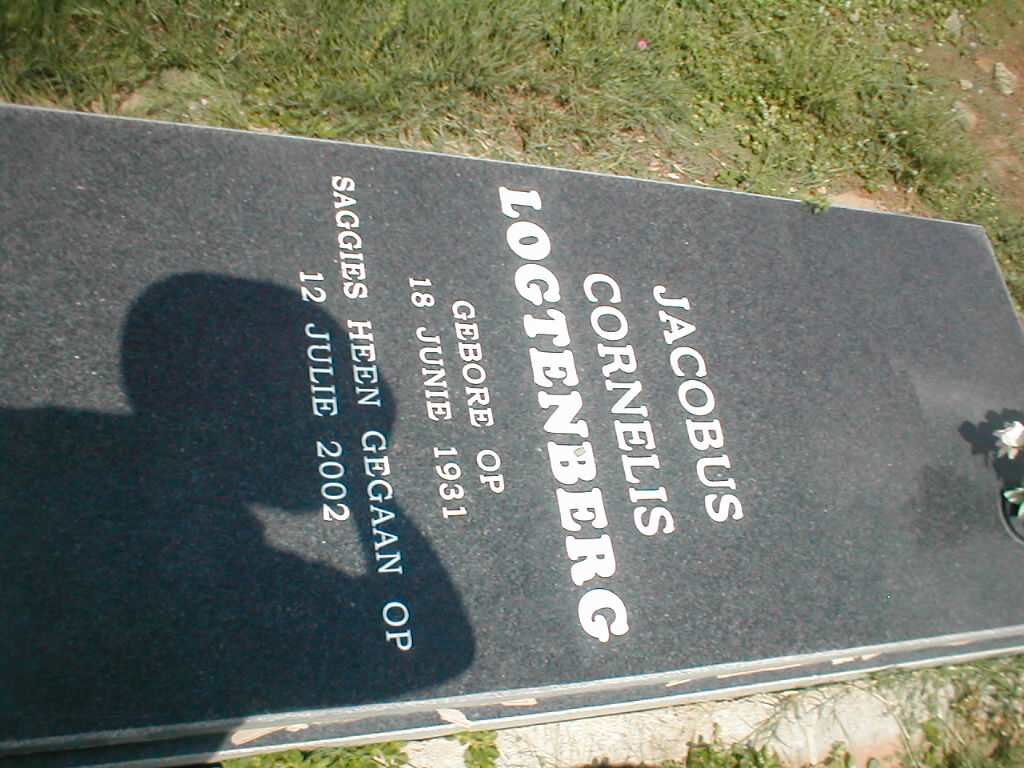 JACOBUS
CORNELIS
LOGTENBERG
GEBORE OP
18 JUNIE 1931
SAGGIES HEEN GEGAAN OP
12 JULIE 2002